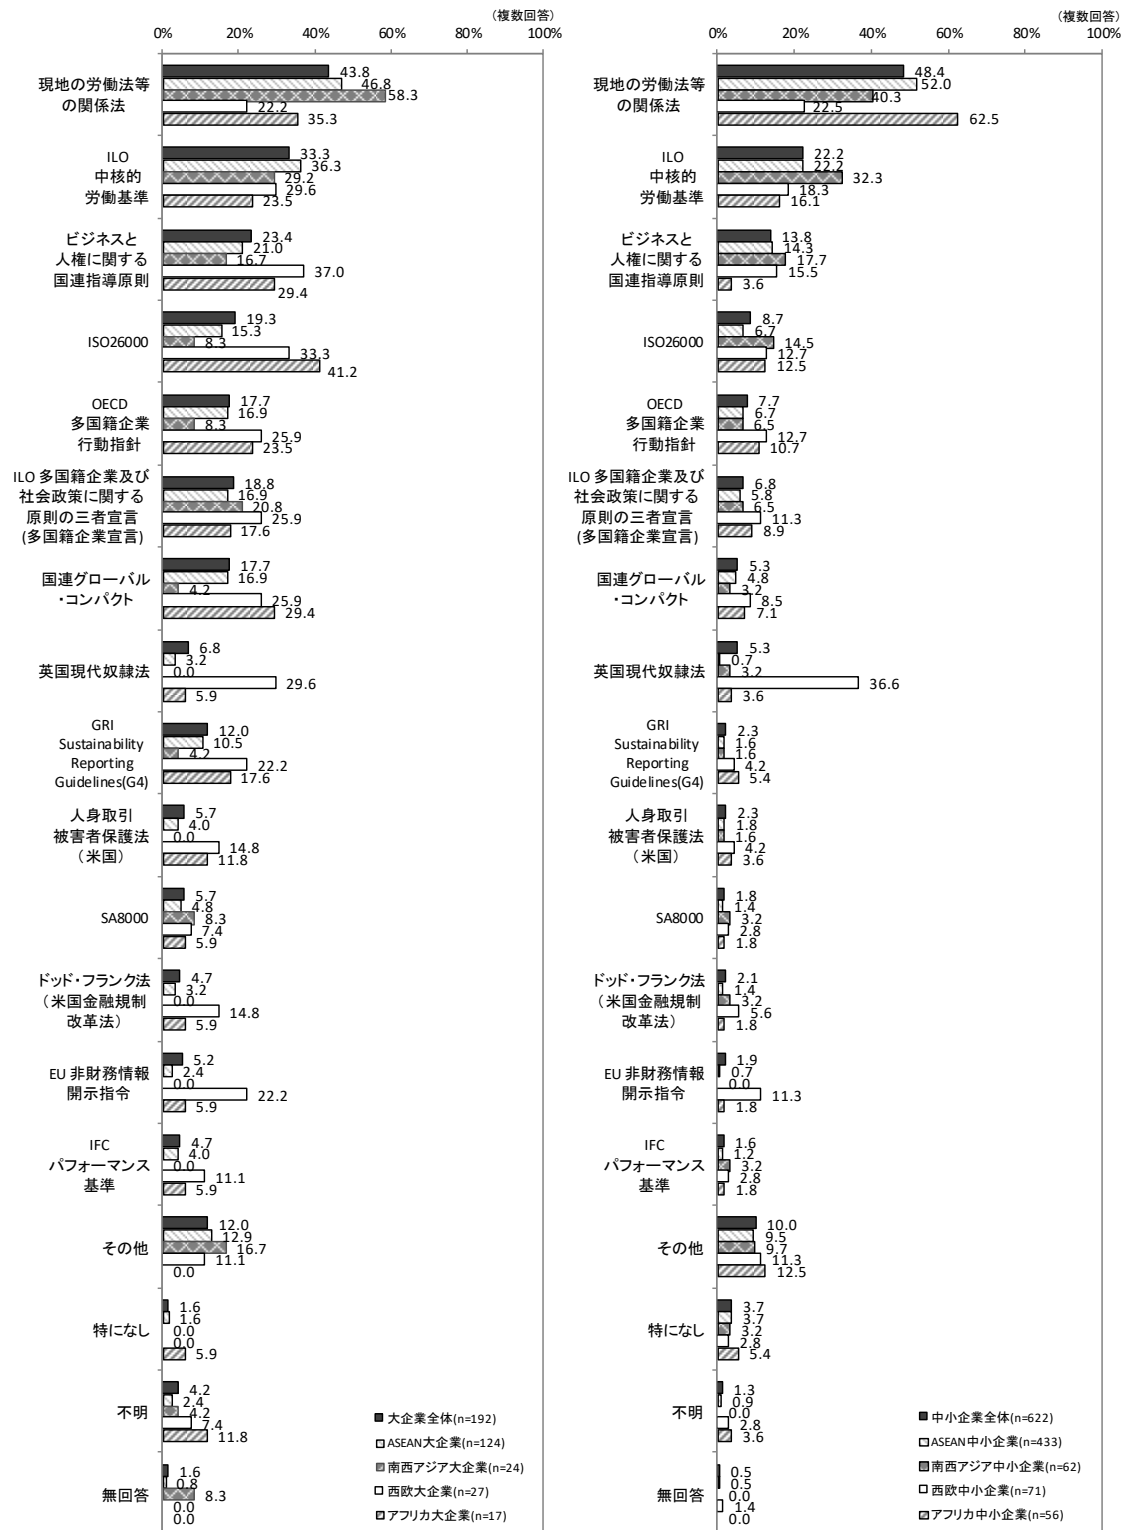 （複数回答）
0%
20%
40%
60%
80%
100%
現地の労働法等
の関係法
43.8
46.8
58.3
22.2
35.3
ILO
中核的
労働基準
33.3
36.3
29.2
29.6
23.5
ビジネスと
人権に関する
国連指導原則
23.4
21.0
16.7
37.0
29.4
ISO26000
19.3
15.3
8.3
33.3
41.2
OECD
多国籍企業
行動指針
17.7
16.9
8.3
25.9
23.5
ILO 多国籍企業及び
社会政策に関する
原則の三者宣言
(多国籍企業宣言)
18.8
16.9
20.8
25.9
17.6
国連グローバル
・コンパクト
17.7
16.9
4.2
25.9
29.4
英国現代奴隷法
6.8
3.2
0.0
29.6
5.9
GRI
Sustainability
Reporting
Guidelines(G4)
12.0
10.5
4.2
22.2
17.6
人身取引
被害者保護法
（米国）
5.7
4.0
0.0
14.8
11.8
SA8000
5.7
4.8
8.3
7.4
5.9
ドッド・フランク法
（米国金融規制
改革法）
4.7
3.2
0.0
14.8
5.9
EU 非財務情報
開示指令
5.2
2.4
0.0
22.2
5.9
IFC
パフォーマンス
基準
4.7
4.0
0.0
11.1
5.9
その他
12.0
12.9
16.7
11.1
0.0
特になし
1.6
1.6
0.0
0.0
5.9
不明
4.2
2.4
4.2
7.4
11.8
無回答
1.6
0.8
8.3
0.0
0.0
大企業全体(n=192)
ASEAN大企業(n=124)
南西アジア大企業(n=24)
西欧大企業(n=27)
アフリカ大企業(n=17)
（複数回答）
0%
20%
40%
60%
80%
100%
現地の労働法等
の関係法
48.4
52.0
40.3
22.5
62.5
ILO
中核的
労働基準
22.2
22.2
32.3
18.3
16.1
ビジネスと
人権に関する
国連指導原則
13.8
14.3
17.7
15.5
3.6
ISO26000
8.7
6.7
14.5
12.7
12.5
OECD
多国籍企業
行動指針
7.7
6.7
6.5
12.7
10.7
ILO 多国籍企業及び
社会政策に関する
原則の三者宣言
(多国籍企業宣言)
6.8
5.8
6.5
11.3
8.9
国連グローバル
・コンパクト
5.3
4.8
3.2
8.5
7.1
英国現代奴隷法
5.3
0.7
3.2
36.6
3.6
GRI
Sustainability
Reporting
Guidelines(G4)
2.3
1.6
1.6
4.2
5.4
人身取引
被害者保護法
（米国）
2.3
1.8
1.6
4.2
3.6
SA8000
1.8
1.4
3.2
2.8
1.8
ドッド・フランク法
（米国金融規制
改革法）
2.1
1.4
3.2
5.6
1.8
EU 非財務情報
開示指令
1.9
0.7
0.0
11.3
1.8
IFC
パフォーマンス
基準
1.6
1.2
3.2
2.8
1.8
その他
10.0
9.5
9.7
11.3
12.5
特になし
3.7
3.7
3.2
2.8
5.4
不明
1.3
0.9
0.0
2.8
3.6
無回答
0.5
0.5
0.0
1.4
0.0
中小企業全体(n=622)
ASEAN中小企業(n=433)
南西アジア中小企業(n=62)
西欧中小企業(n=71)
アフリカ中小企業(n=56)